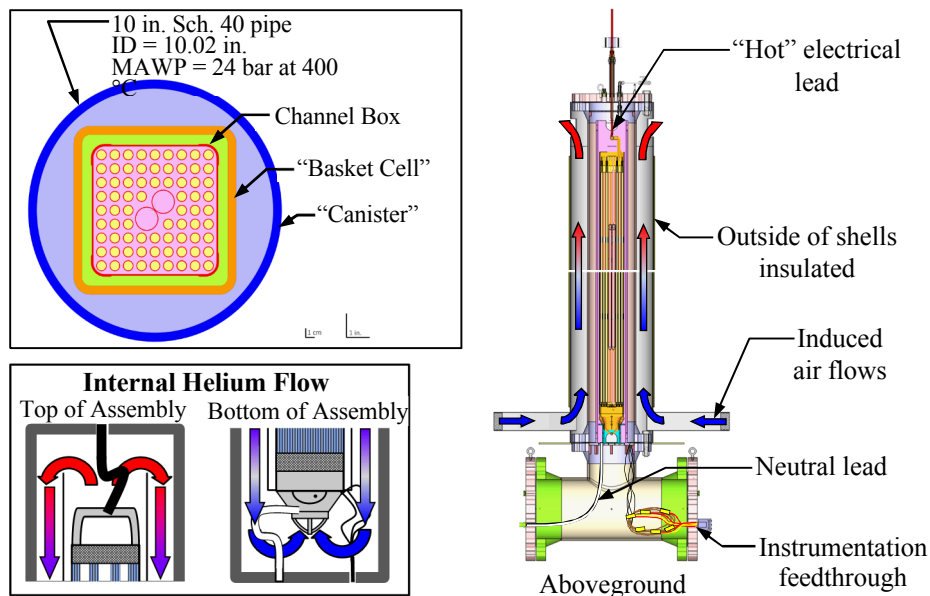 10 in. Sch. 40 pipe
ID = 10.02 in.
MAWP = 24 bar at 400
°C
Channel Box
“Basket Cell”
“Canister”
1 cm
1 in.
Internal Helium Flow
Top of Assembly
Bottom of Assembly
“Hot” electrical
lead
Outside of shells
insulated
Induced
air flows
Neutral lead
Instrumentation
feedthrough
Aboveground